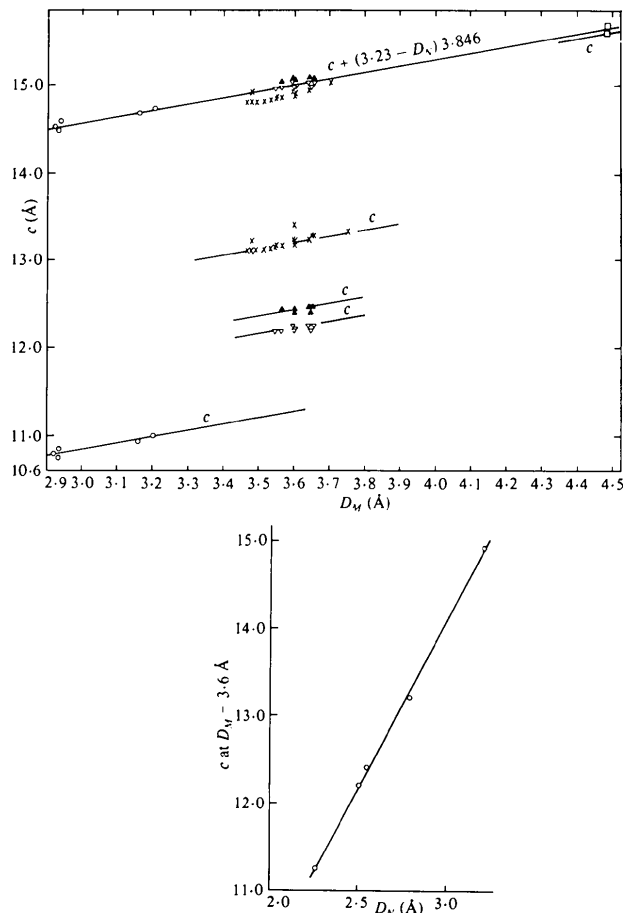 c + (3·23 − D_N) 3·846
c
15·0
14·0
c (Å)
c
13·0
c
c
12·0
c
11·0
10·6
2·9 3·0 3·1 3·2 3·3 3·4 3·5 3·6 3·7 3·8 3·9 4·0 4·1 4·2 4·3 4·4 4·5
D_M (Å)
15·0
14·0
c at D_M − 3·6 Å
13·0
12·0
11·0
2·0 2·5 3·0
D_N (Å)